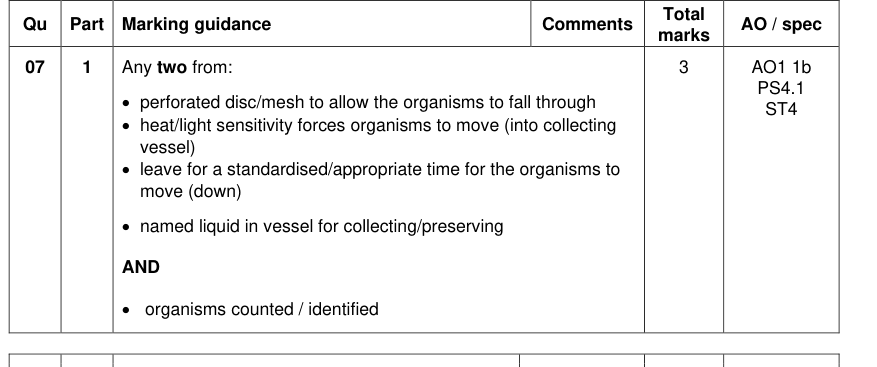 Qu Part Marking guidance Comments Total marks AO / spec
07 1 Any two from: 3 AO1 1b
PS4.1
ST4
• perforated disc/mesh to allow the organisms to fall through
• heat/light sensitivity forces organisms to move (into collecting
vessel)
• leave for a standardised/appropriate time for the organisms to
move (down)
• named liquid in vessel for collecting/preserving
AND
• organisms counted / identified